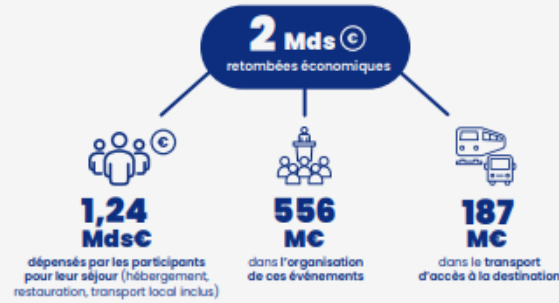 2 Mds €
retombées économiques
1,24
Mds€
dépensés par les participants
pour leur séjour (hébergement,
restauration, transport local inclus)
556
M€
dans l'organisation
de ces événements
187
M€
dans le transport
d'accès à la destination